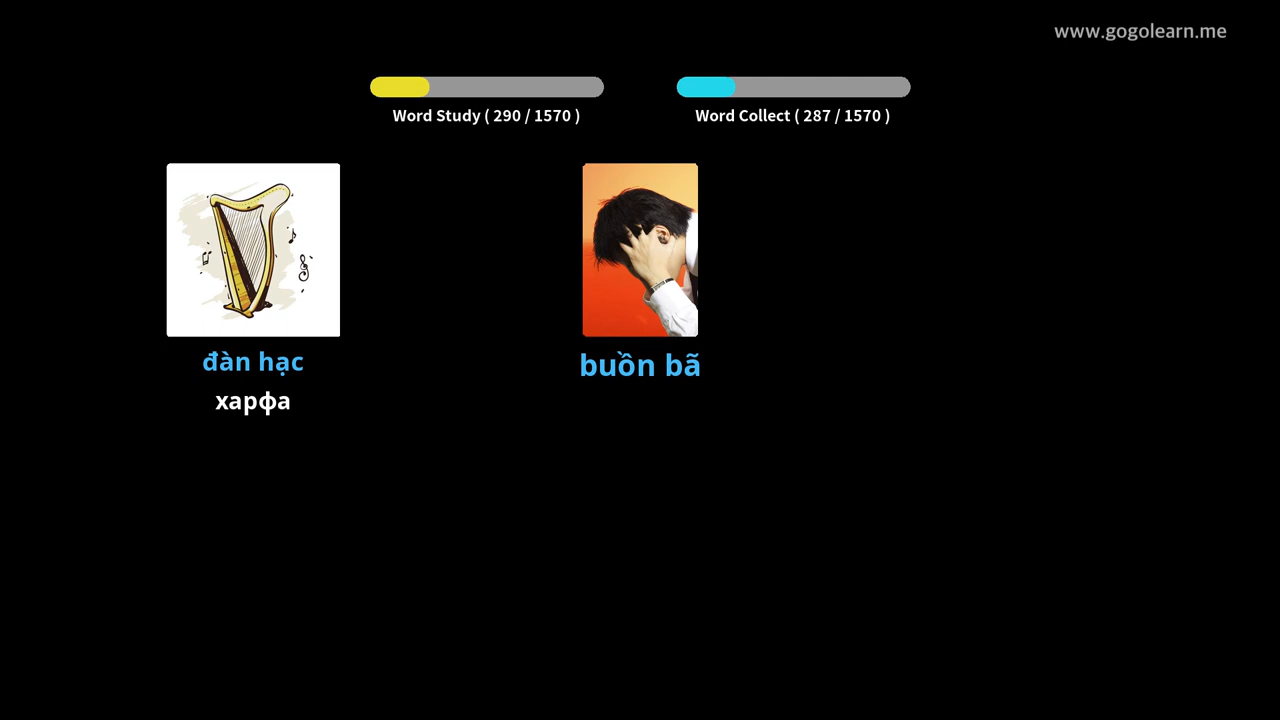 www.gogolearn.me
Word Study ( 290 / 1570 )
Word Collect ( 287 / 1570 )
đàn hạc
харфа
buồn bã